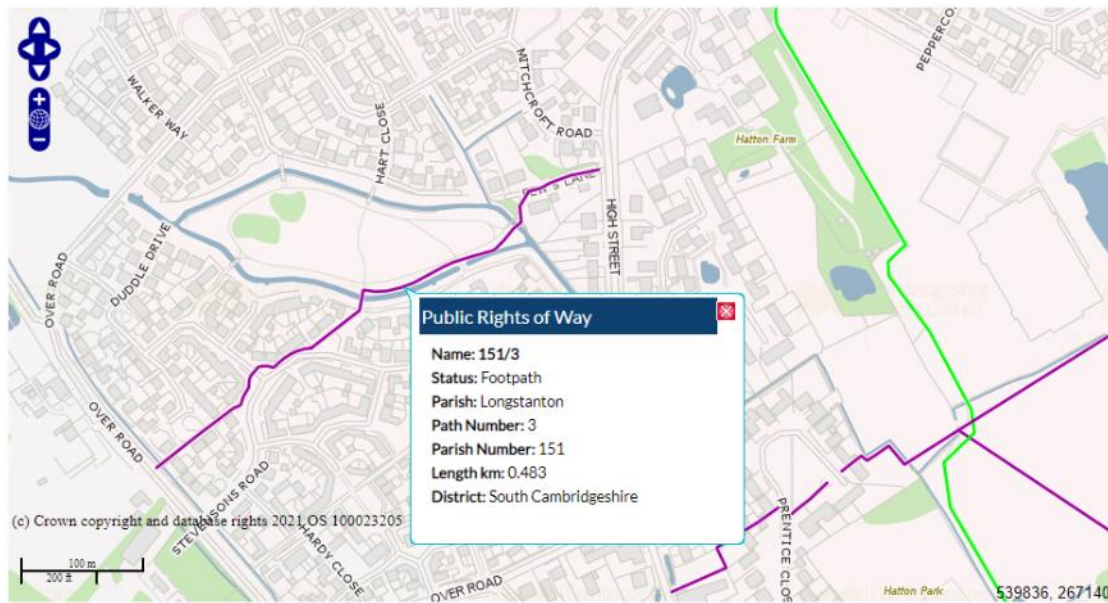 PEPPERCO
MITCHCROFT ROAD
WALKER WAY
HART CLOSE
Hatton Farm
LANE
HIGH STREET
DUDDLE DRIVE
OVER ROAD
Public Rights of Way
Name: 151/3
Status: Footpath
Parish: Longstanton
Path Number: 3
Parish Number: 151
Length km: 0.483
District: South Cambridgeshire
OVER ROAD
STEVENSONS ROAD
(c) Crown copyright and database rights 2021 OS 100023205
HARDY CLOSE
PRENTICE CLOS
100 m
200 ft
OVER ROAD
Hatton Park
539836, 267140